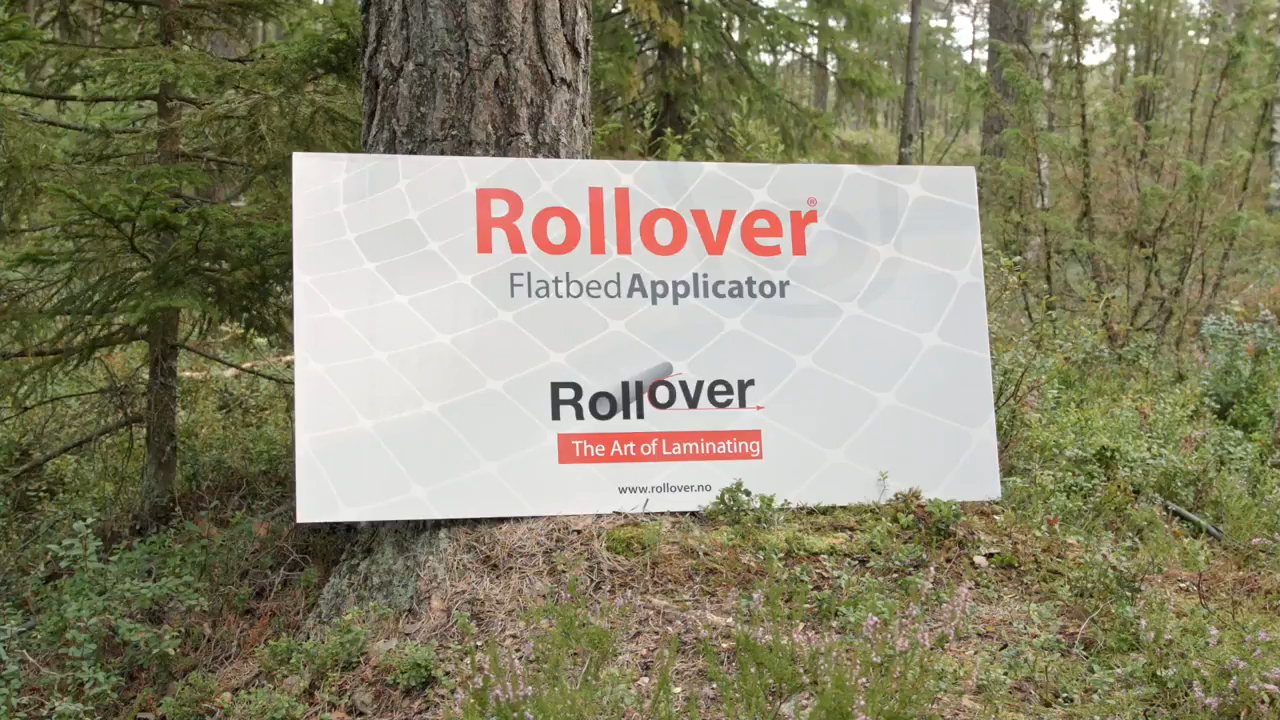 Rollover®
Flatbed Applicator
Rollover
The Art of Laminating
www.rollover.no